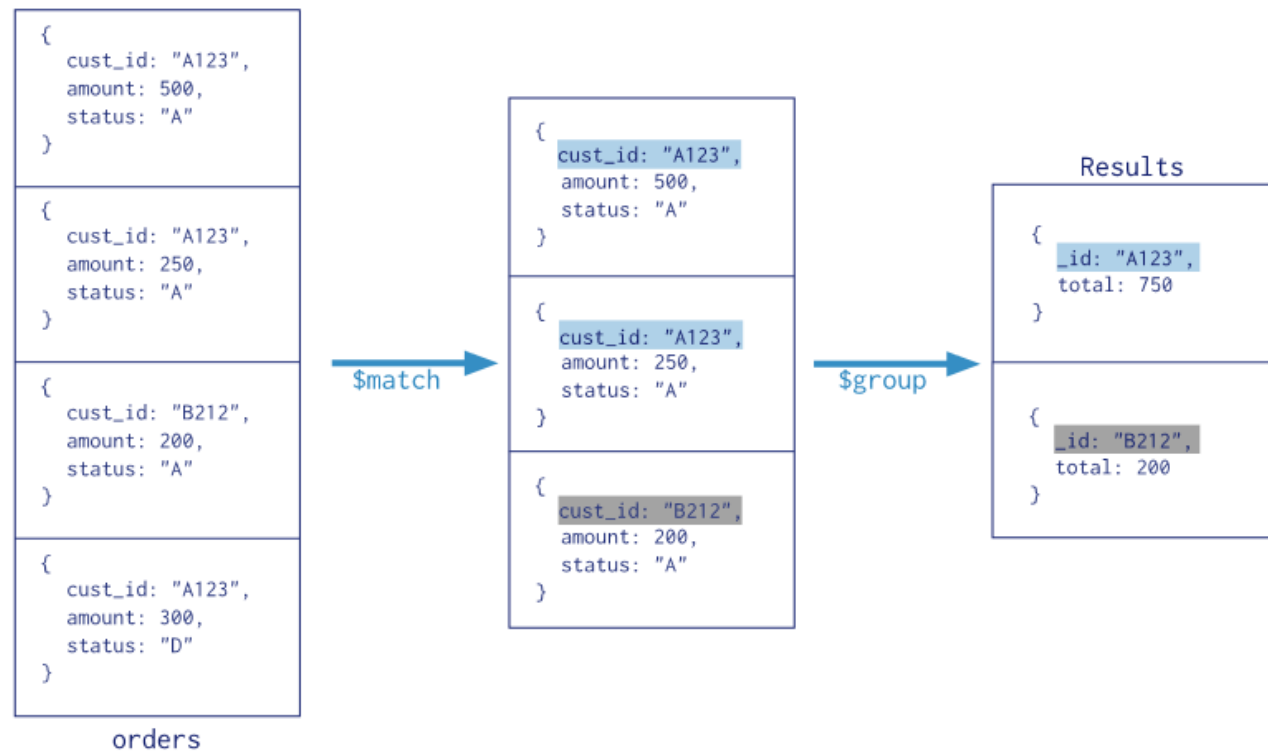 {
cust_id: "A123",
amount: 500,
status: "A"
}
{
cust_id: "A123",
amount: 250,
status: "A"
}
{
cust_id: "B212",
amount: 200,
status: "A"
}
{
cust_id: "A123",
amount: 300,
status: "D"
}
orders
$match
{
cust_id: "A123",
amount: 500,
status: "A"
}
{
cust_id: "A123",
amount: 250,
status: "A"
}
{
cust_id: "B212",
amount: 200,
status: "A"
}
$group
Results
{
_id: "A123",
total: 750
}
{
_id: "B212",
total: 200
}